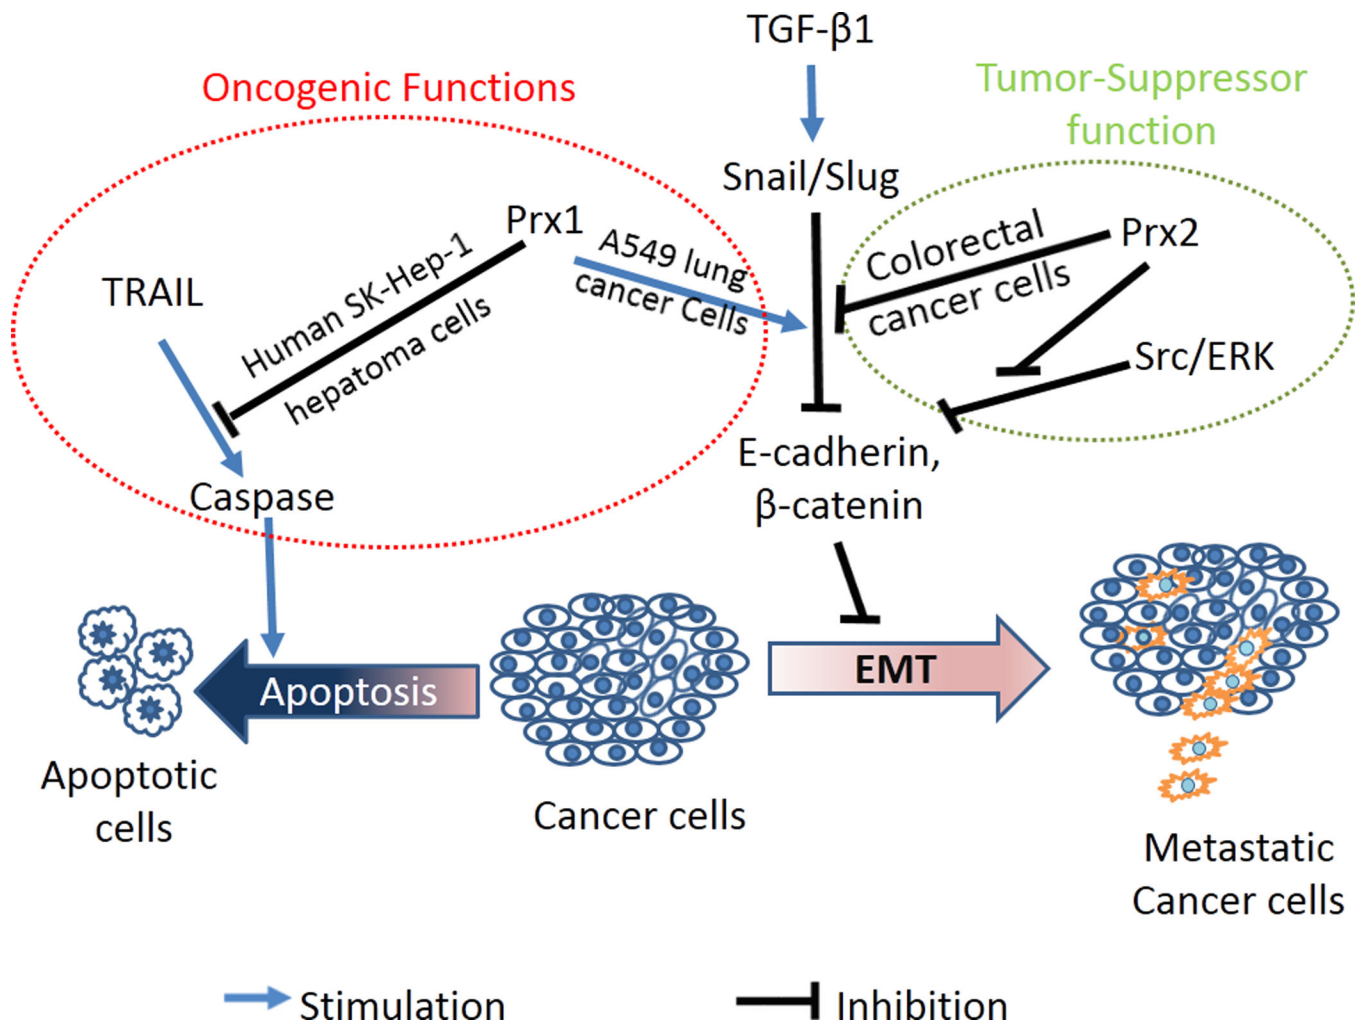 TGF-β1
Oncogenic Functions
Tumor-Suppressor
function
Snail/Slug
Prx1
A549 lung
cancer Cells
Human SK-Hep-1
hepatoma cells
TRAIL
Colorectal
cancer cells
Prx2
Src/ERK
E-cadherin,
β-catenin
Caspase
Apoptosis
EMT
Apoptotic
cells
Cancer cells
Metastatic
Cancer cells
Stimulation
Inhibition